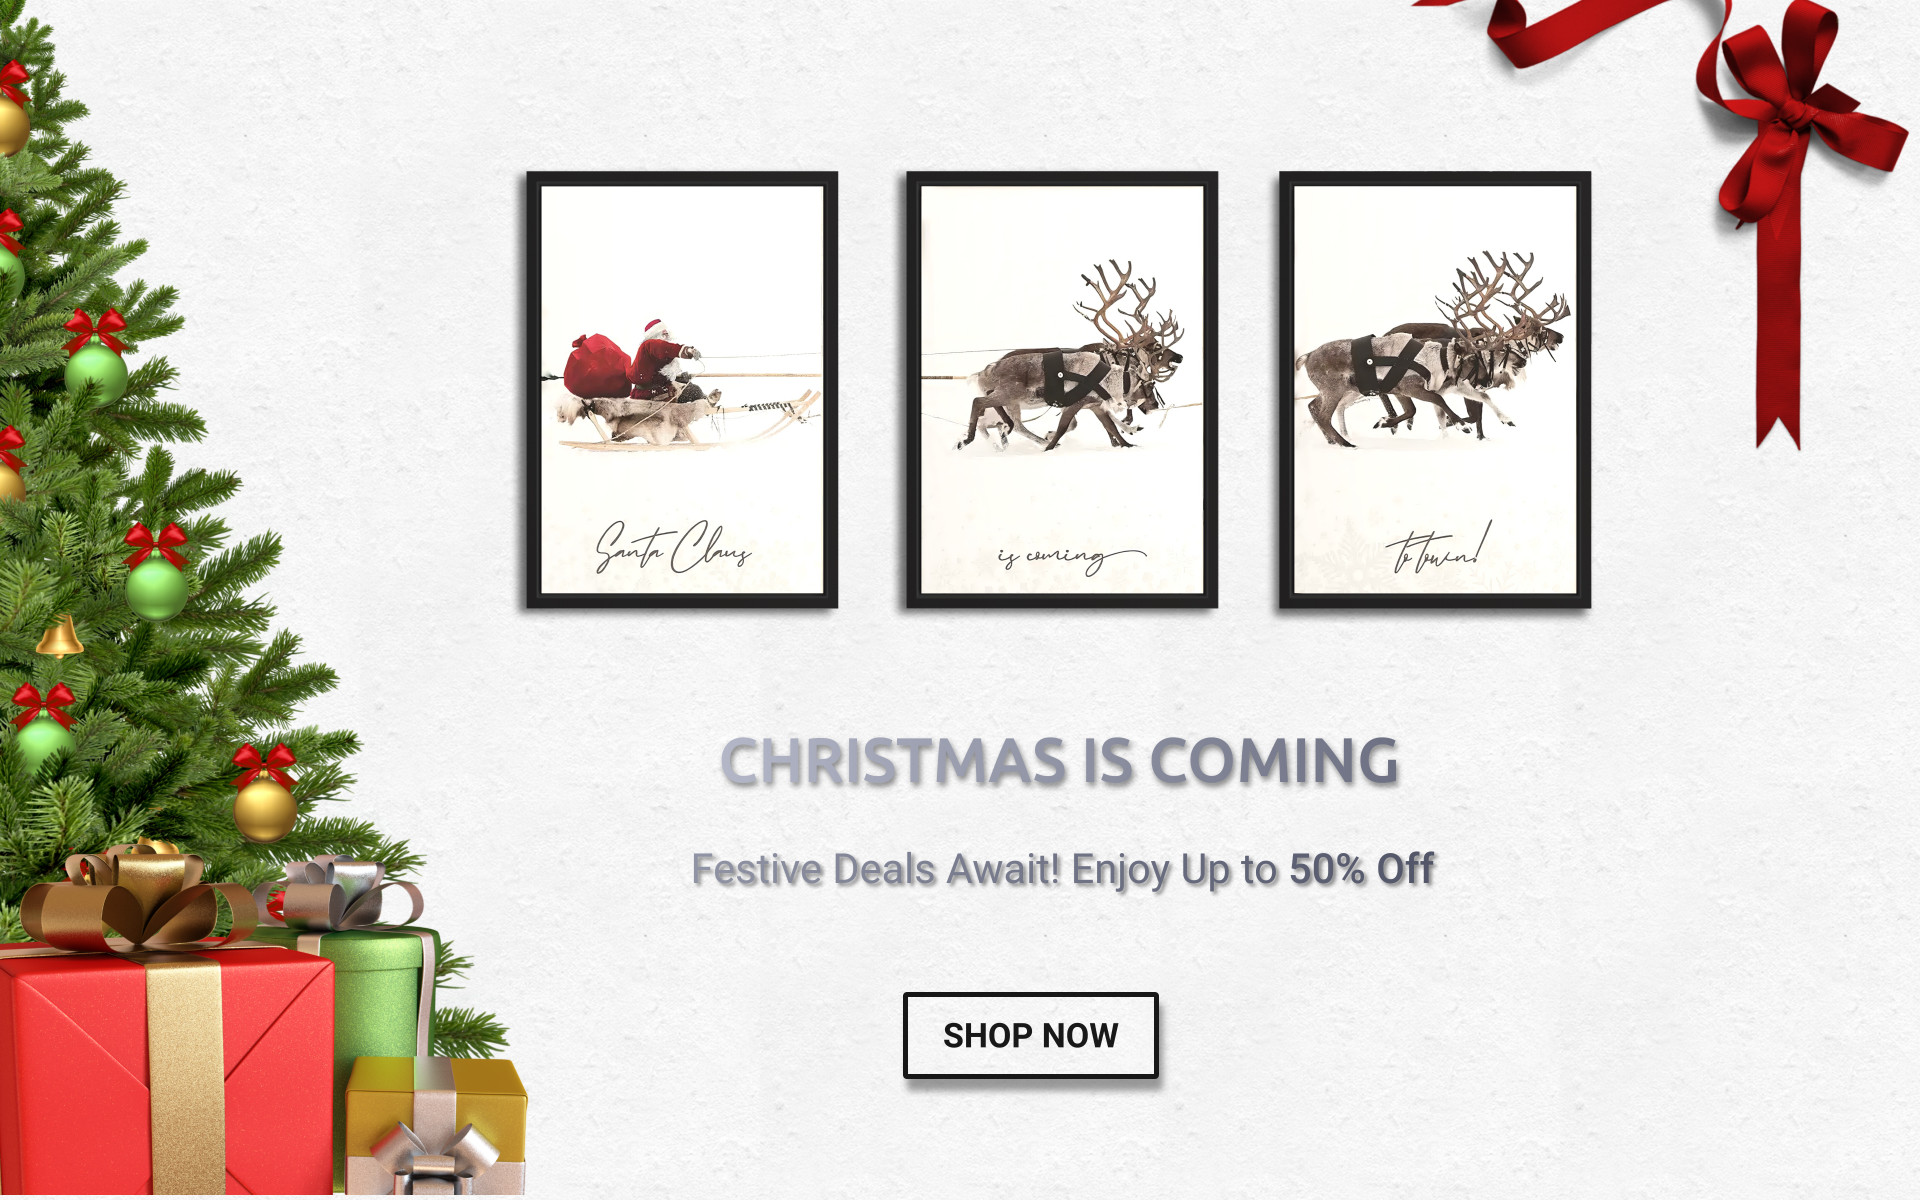 Santa Claus
is coming
to town!
CHRISTMAS IS COMING
Festive Deals Await! Enjoy Up to 50% Off
SHOP NOW